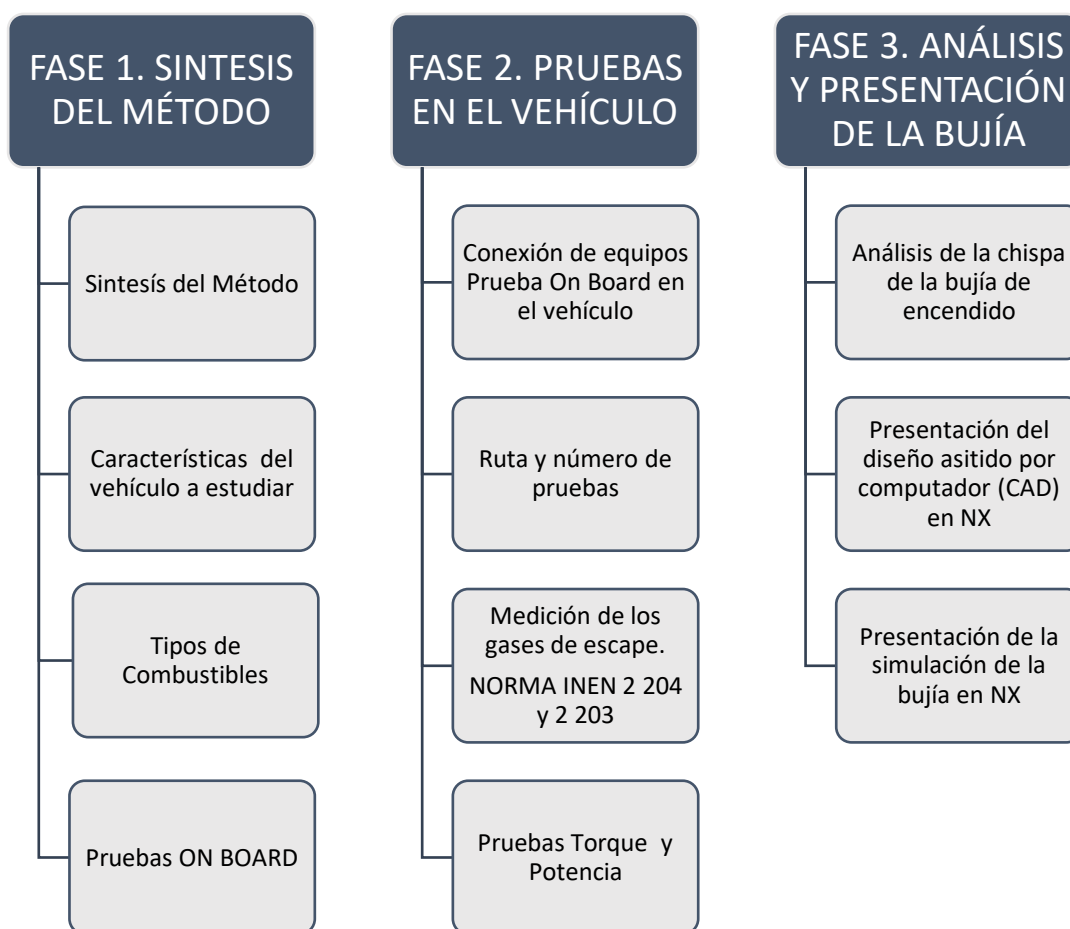 FASE 1. SINTESIS
DEL MÉTODO
Sintesís del Método
Características del
vehículo a estudiar
Tipos de
Combustibles
Pruebas ON BOARD
FASE 2. PRUEBAS
EN EL VEHÍCULO
Conexión de equipos
Prueba On Board en
el vehículo
Ruta y número de
pruebas
Medición de los
gases de escape.
NORMA INEN 2 204
y 2 203
Pruebas Torque y
Potencia
FASE 3. ANÁLISIS
Y PRESENTACIÓN
DE LA BUJÍA
Análisis de la chispa
de la bujía de
encendido
Presentación del
diseño asitido por
computador (CAD)
en NX
Presentación de la
simulación de la
bujía en NX